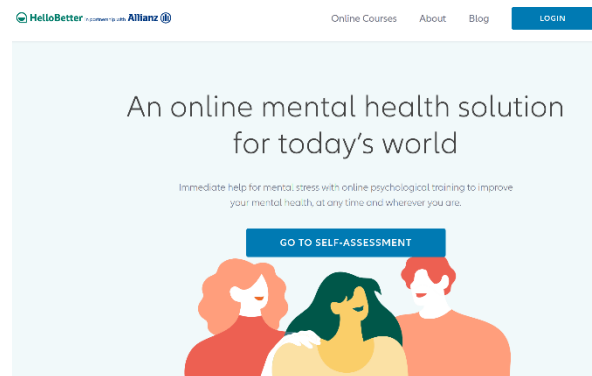 HelloBetter A partnership with Allianz
Online Courses About Blog LOGIN
An online mental health solution
for today's world
Immediate help for mental stress with online psychological training to improve
your mental health, at any time and wherever you are.
GO TO SELF-ASSESSMENT